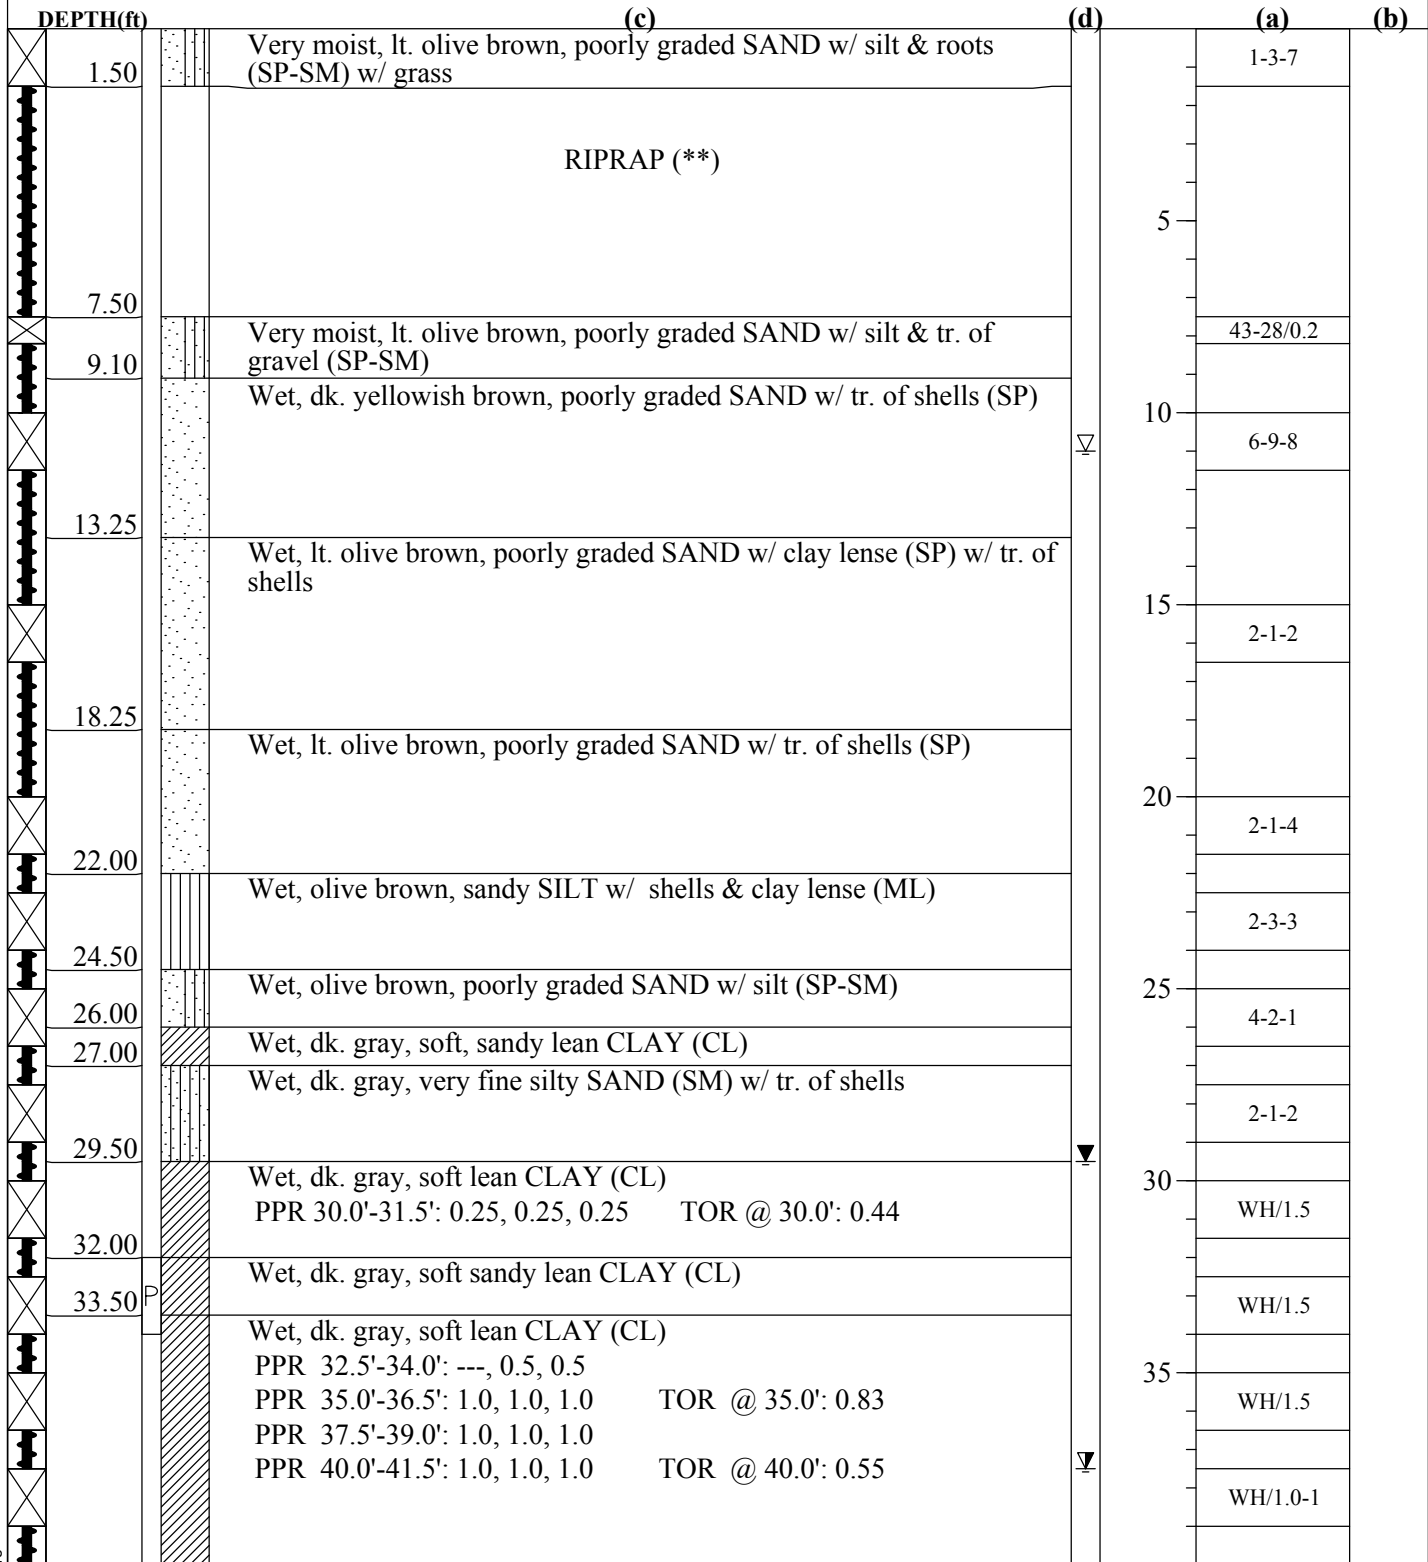 DEPTH(ft) (c) (d) (a) (b)
Very moist, lt. olive brown, poorly graded SAND w/ silt & roots
(SP-SM) w/ grass
1.50
1-3-7
RIPRAP (**)
5
7.50
Very moist, lt. olive brown, poorly graded SAND w/ silt & tr. of
gravel (SP-SM)
43-28/0.2
9.10
Wet, dk. yellowish brown, poorly graded SAND w/ tr. of shells (SP)
10
6-9-8
13.25
Wet, lt. olive brown, poorly graded SAND w/ clay lense (SP) w/ tr. of
shells
15
2-1-2
18.25
Wet, lt. olive brown, poorly graded SAND w/ tr. of shells (SP)
20
2-1-4
22.00
Wet, olive brown, sandy SILT w/ shells & clay lense (ML)
2-3-3
24.50
Wet, olive brown, poorly graded SAND w/ silt (SP-SM)
25
4-2-1
26.00
Wet, dk. gray, soft, sandy lean CLAY (CL)
27.00
Wet, dk. gray, very fine silty SAND (SM) w/ tr. of shells
2-1-2
29.50
Wet, dk. gray, soft lean CLAY (CL)
30
PPR 30.0'-31.5': 0.25, 0.25, 0.25 TOR @ 30.0': 0.44
WH/1.5
32.00
Wet, dk. gray, soft sandy lean CLAY (CL)
33.50
P
WH/1.5
Wet, dk. gray, soft lean CLAY (CL)
PPR 32.5'-34.0': ---, 0.5, 0.5
35
PPR 35.0'-36.5': 1.0, 1.0, 1.0 TOR @ 35.0': 0.83
WH/1.5
PPR 37.5'-39.0': 1.0, 1.0, 1.0
PPR 40.0'-41.5': 1.0, 1.0, 1.0 TOR @ 40.0': 0.55
WH/1.0-1